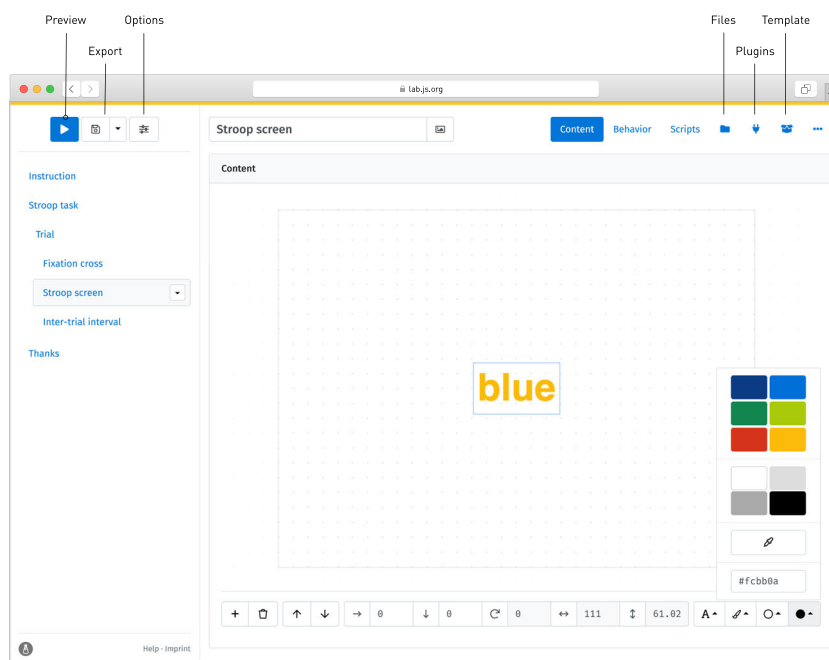 Preview Options Files Template
Export Plugins
lab.js.org
Stroop screen Content Behavior Scripts
Content
Instruction
Stroop task
Trial
Fixation cross
Stroop screen
Inter-trial interval
Thanks
blue
#fcbb0a
0 0 0 111 61.02 A
Help · Imprint